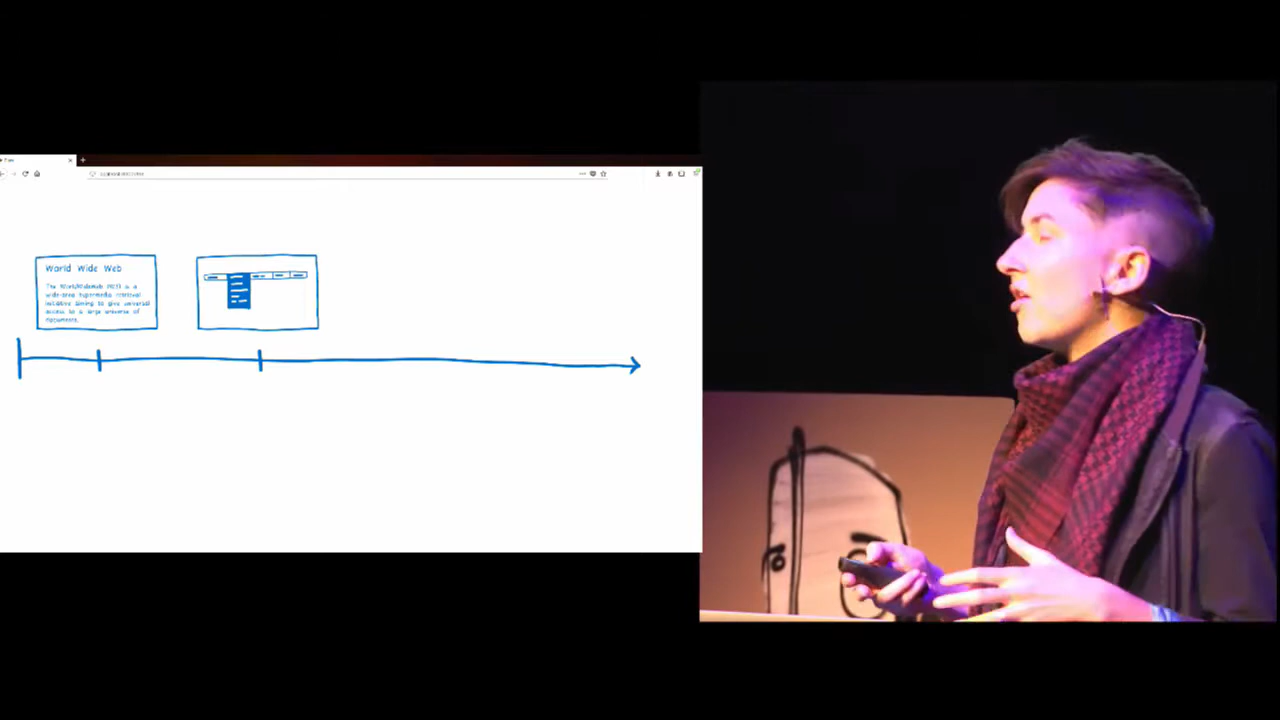 World Wide Web
The WorldWideWeb (W3) is a
wide-area hypermedia retrieval
initiative aiming to give universal
access to a large universe of
documents.